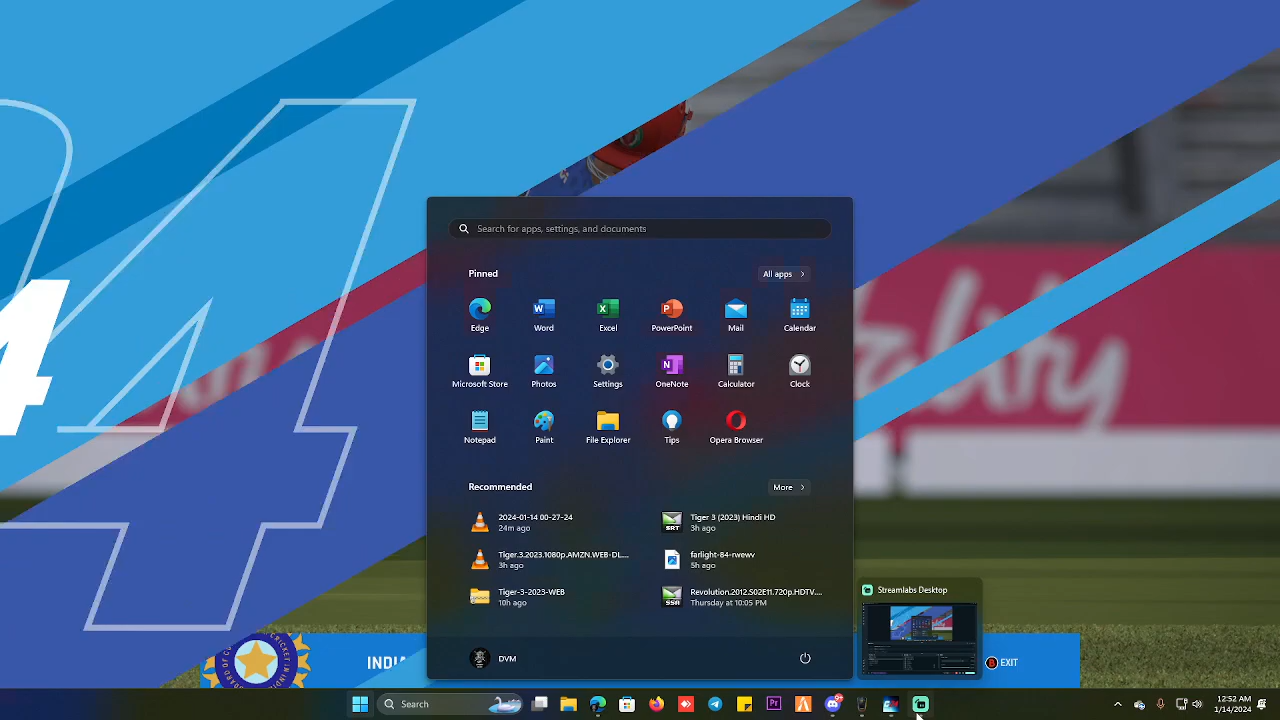 Search for apps, settings, and documents
Pinned
All apps
Edge
Word
Excel
PowerPoint
Mail
Calendar
Microsoft Store
Photos
Settings
OneNote
Calculator
Clock
Notepad
Paint
File Explorer
Tips
Opera Browser
Recommended
More
2024-01-14 00-27-24
24m ago
Tiger 3 (2023) Hindi HD
3h ago
Tiger.3.2023.1080p.AMZN.WEB-DL...
3h ago
farlight-84-rwewv
5h ago
Tiger-3-2023-WEB
10h ago
Revolution.2012.S02E11.720p.HDTV....
Thursday at 10:05 PM
DVM
Streamlabs Desktop
4
4
INDIA
B EXIT
Search
12:52 AM
1/14/2024